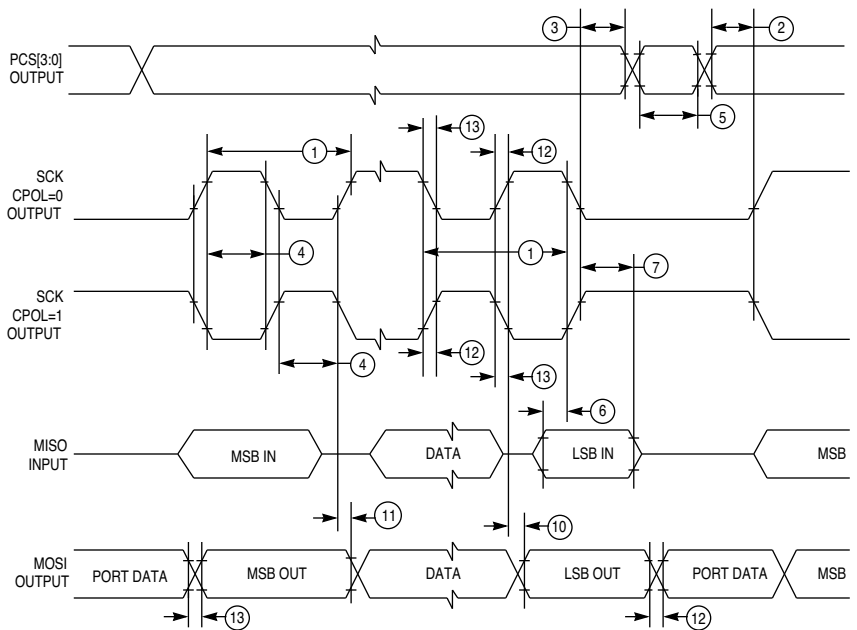 3
2
PCS[3:0]
OUTPUT
5
13
1
12
SCK
CPOL=0
OUTPUT
4
1
7
SCK
CPOL=1
OUTPUT
4
12
13
6
MISO
INPUT
MSB IN
DATA
LSB IN
MSB
11
10
MOSI
OUTPUT
PORT DATA
MSB OUT
DATA
LSB OUT
PORT DATA
MSB
13
12